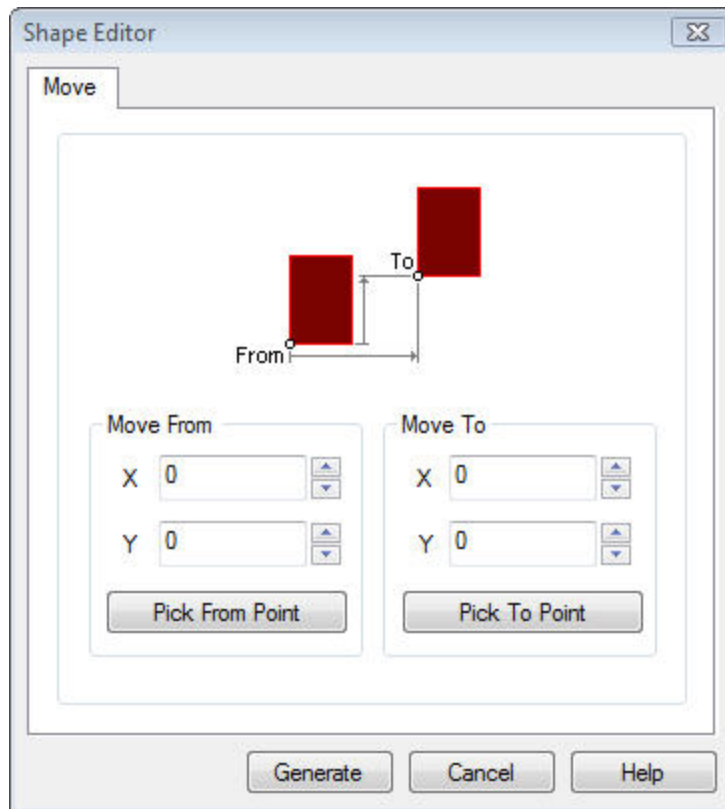 Shape Editor
Move
To
From
Move From
Move To
X 0
X 0
Y 0
Y 0
Pick From Point
Pick To Point
Generate
Cancel
Help